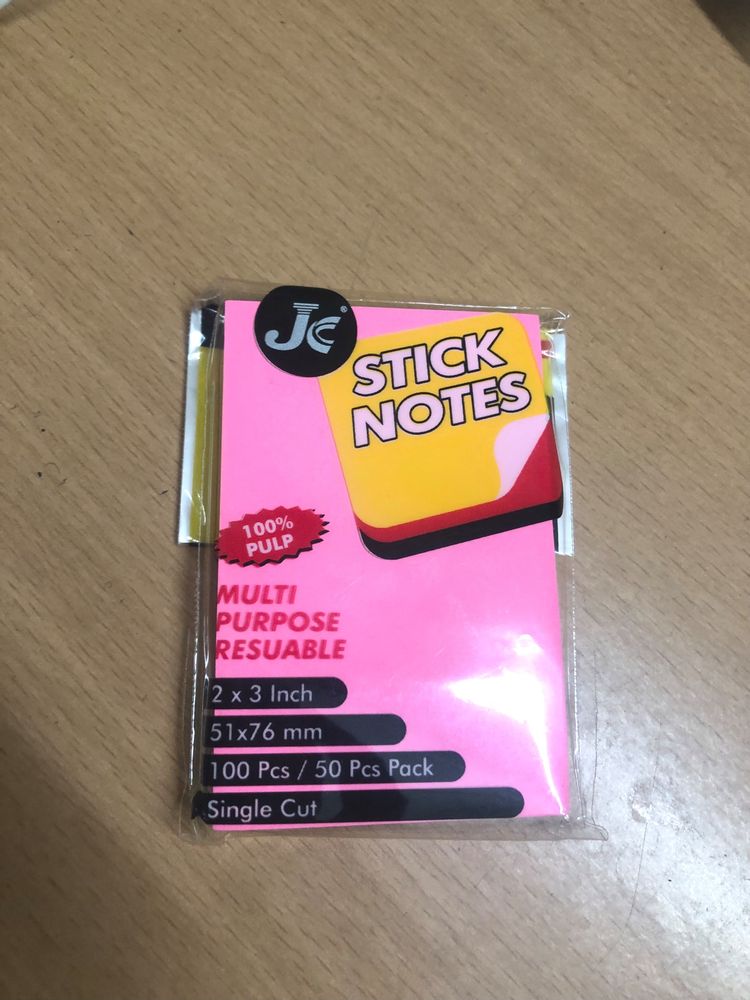 JC®
STICK
NOTES
100%
PULP
MULTI
PURPOSE
RESUABLE
2 x 3 Inch
51x76 mm
100 Pcs / 50 Pcs Pack
Single Cut